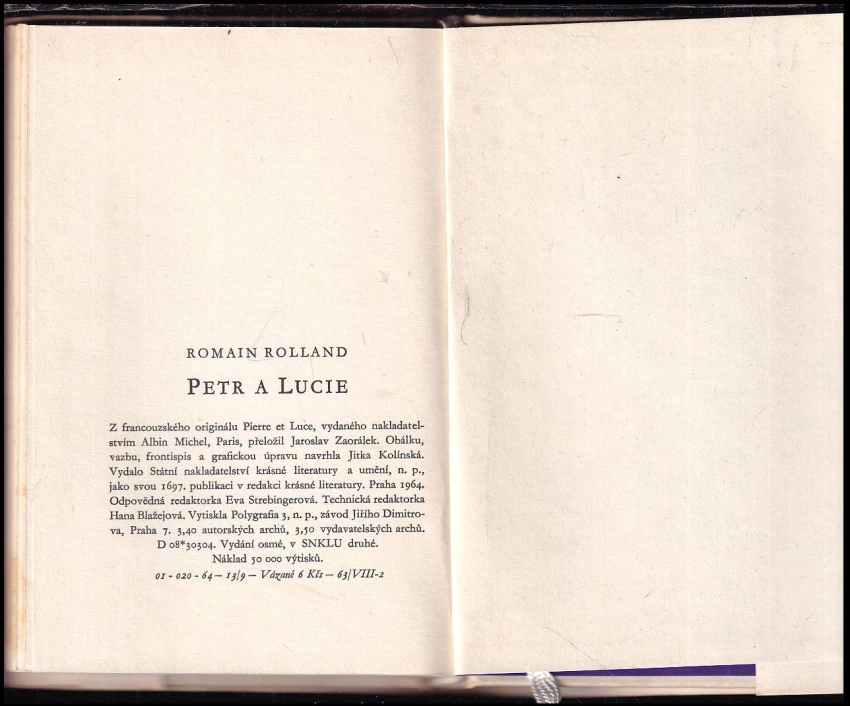 ROMAIN ROLLAND
PETR A LUCIE
Z francouzského originálu Pierre et Luce, vydaného nakladatel-
stvím Albin Michel, Paris, přeložil Jaroslav Zaorálek. Obálku,
vazbu, frontispis a grafickou úpravu navrhla Jitka Kolínská.
Vydalo Státní nakladatelství krásné literatury a umění, n. p.,
jako svou 1697. publikaci v redakci krásné literatury. Praha 1964.
Odpovědná redaktorka Eva Strebingerová. Technická redaktorka
Hana Blažejová. Vytiskla Polygrafia 3, n. p., závod Jiřího Dimitro-
va, Praha 7. 3,40 autorských archů, 3,50 vydavatelských archů.
D 08*30304. Vydání osmé, v SNKLU druhé.
Náklad 50 000 výtisků.
01 - 020 - 64 — 13/9 — Vázané 6 Kčs — 63/VIII-2